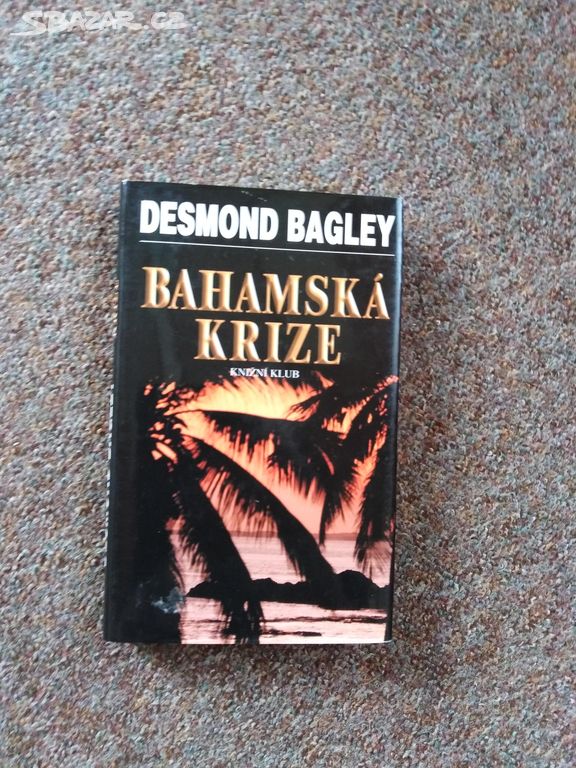 SBAZAR.CZ
DESMOND BAGLEY
BAHAMSKÁ
KRIZE
KNIŽNÍ KLUB